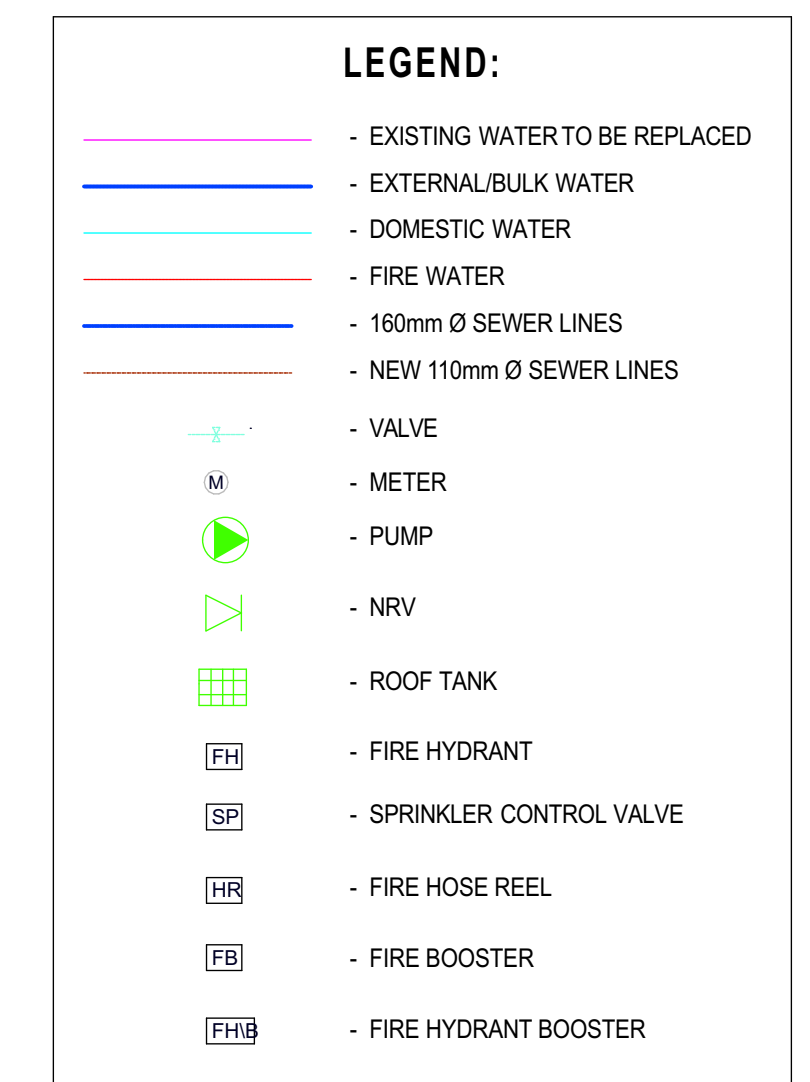 LEGEND:
- EXISTING WATER TO BE REPLACED
- EXTERNAL/BULK WATER
- DOMESTIC WATER
- FIRE WATER
- 160mm Ø SEWER LINES
- NEW 110mm Ø SEWER LINES
- VALVE
M - METER
- PUMP
- NRV
- ROOF TANK
FH - FIRE HYDRANT
SP - SPRINKLER CONTROL VALVE
HR - FIRE HOSE REEL
FB - FIRE BOOSTER
FH\B - FIRE HYDRANT BOOSTER